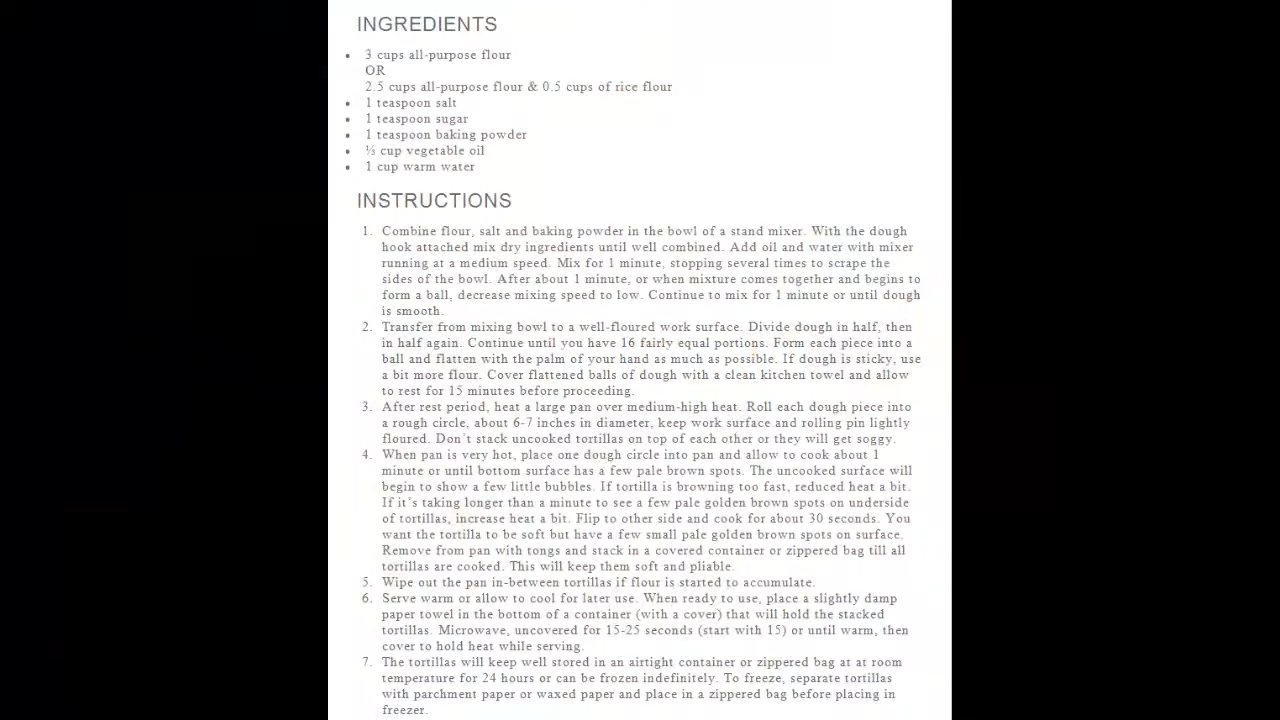 INGREDIENTS
• 3 cups all-purpose flour
OR
2.5 cups all-purpose flour & 0.5 cups of rice flour
• 1 teaspoon salt
• 1 teaspoon sugar
• 1 teaspoon baking powder
• ⅓ cup vegetable oil
• 1 cup warm water
INSTRUCTIONS
1. Combine flour, salt and baking powder in the bowl of a stand mixer. With the dough
hook attached mix dry ingredients until well combined. Add oil and water with mixer
running at a medium speed. Mix for 1 minute, stopping several times to scrape the
sides of the bowl. After about 1 minute, or when mixture comes together and begins to
form a ball, decrease mixing speed to low. Continue to mix for 1 minute or until dough
is smooth.
2. Transfer from mixing bowl to a well-floured work surface. Divide dough in half, then
in half again. Continue until you have 16 fairly equal portions. Form each piece into a
ball and flatten with the palm of your hand as much as possible. If dough is sticky, use
a bit more flour. Cover flattened balls of dough with a clean kitchen towel and allow
to rest for 15 minutes before proceeding.
3. After rest period, heat a large pan over medium-high heat. Roll each dough piece into
a rough circle, about 6-7 inches in diameter, keep work surface and rolling pin lightly
floured. Don't stack uncooked tortillas on top of each other or they will get soggy.
4. When pan is very hot, place one dough circle into pan and allow to cook about 1
minute or until bottom surface has a few pale brown spots. The uncooked surface will
begin to show a few little bubbles. If tortilla is browning too fast, reduced heat a bit.
If it's taking longer than a minute to see a few pale golden brown spots on underside
of tortillas, increase heat a bit. Flip to other side and cook for about 30 seconds. You
want the tortilla to be soft but have a few small pale golden brown spots on surface.
Remove from pan with tongs and stack in a covered container or zippered bag till all
tortillas are cooked. This will keep them soft and pliable.
5. Wipe out the pan in-between tortillas if flour is started to accumulate.
6. Serve warm or allow to cool for later use. When ready to use, place a slightly damp
paper towel in the bottom of a container (with a cover) that will hold the stacked
tortillas. Microwave, uncovered for 15-25 seconds (start with 15) or until warm, then
cover to hold heat while serving.
7. The tortillas will keep well stored in an airtight container or zippered bag at at room
temperature for 24 hours or can be frozen indefinitely. To freeze, separate tortillas
with parchment paper or waxed paper and place in a zippered bag before placing in
freezer.